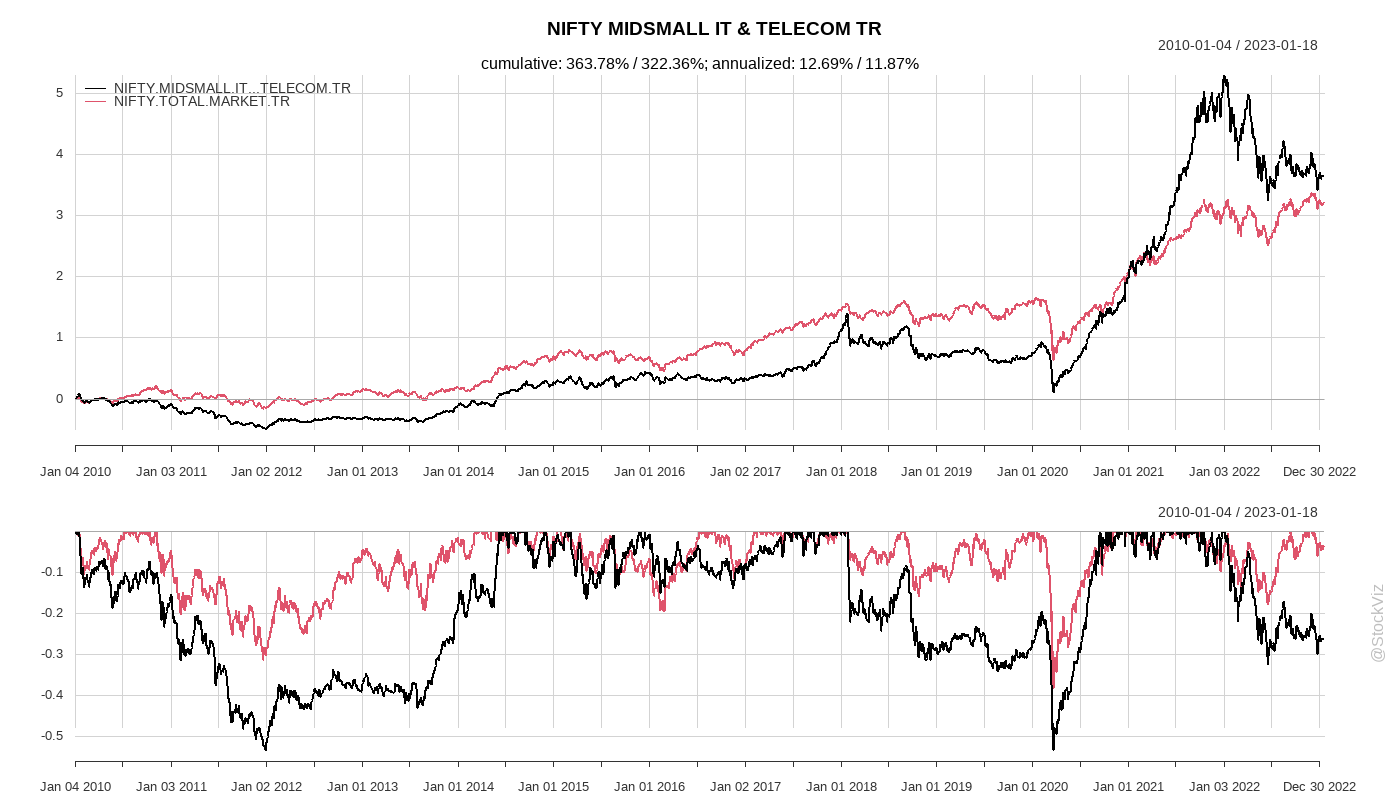 NIFTY MIDSMALL IT & TELECOM TR
2010-01-04 / 2023-01-18
cumulative: 363.78% / 322.36%; annualized: 12.69% / 11.87%
NIFTY.MIDSMALL.IT...TELECOM.TR
NIFTY.TOTAL.MARKET.TR
5
4
3
2
1
0
Jan 04 2010 Jan 03 2011 Jan 02 2012 Jan 01 2013 Jan 01 2014 Jan 01 2015 Jan 01 2016 Jan 02 2017 Jan 01 2018 Jan 01 2019 Jan 01 2020 Jan 01 2021 Jan 03 2022 Dec 30 2022
2010-01-04 / 2023-01-18
-0.1
-0.2
-0.3
-0.4
-0.5
Jan 04 2010 Jan 03 2011 Jan 02 2012 Jan 01 2013 Jan 01 2014 Jan 01 2015 Jan 01 2016 Jan 02 2017 Jan 01 2018 Jan 01 2019 Jan 01 2020 Jan 01 2021 Jan 03 2022 Dec 30 2022
@StockViz